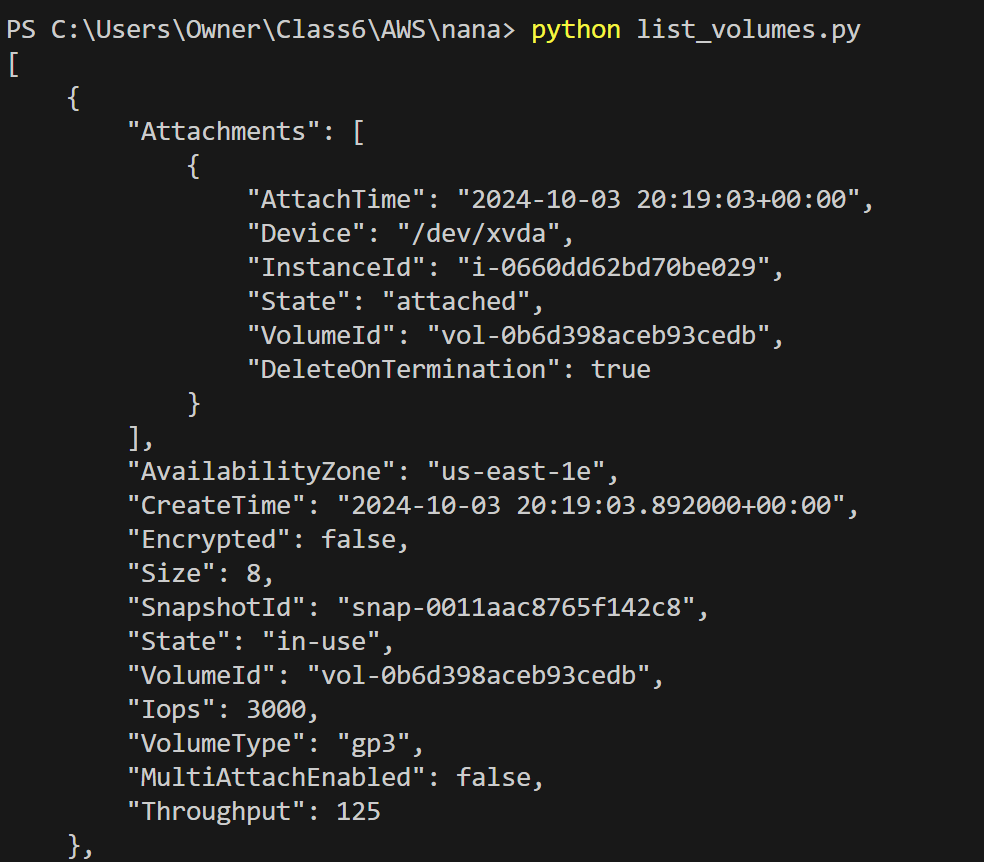 PS C:\Users\Owner\Class6\AWS\nana> python list_volumes.py
[
    {
        "Attachments": [
            {
                "AttachTime": "2024-10-03 20:19:03+00:00",
                "Device": "/dev/xvda",
                "InstanceId": "i-0660dd62bd70be029",
                "State": "attached",
                "VolumeId": "vol-0b6d398aceb93cedb",
                "DeleteOnTermination": true
            }
        ],
        "AvailabilityZone": "us-east-1e",
        "CreateTime": "2024-10-03 20:19:03.892000+00:00",
        "Encrypted": false,
        "Size": 8,
        "SnapshotId": "snap-0011aac8765f142c8",
        "State": "in-use",
        "VolumeId": "vol-0b6d398aceb93cedb",
        "Iops": 3000,
        "VolumeType": "gp3",
        "MultiAttachEnabled": false,
        "Throughput": 125
    },